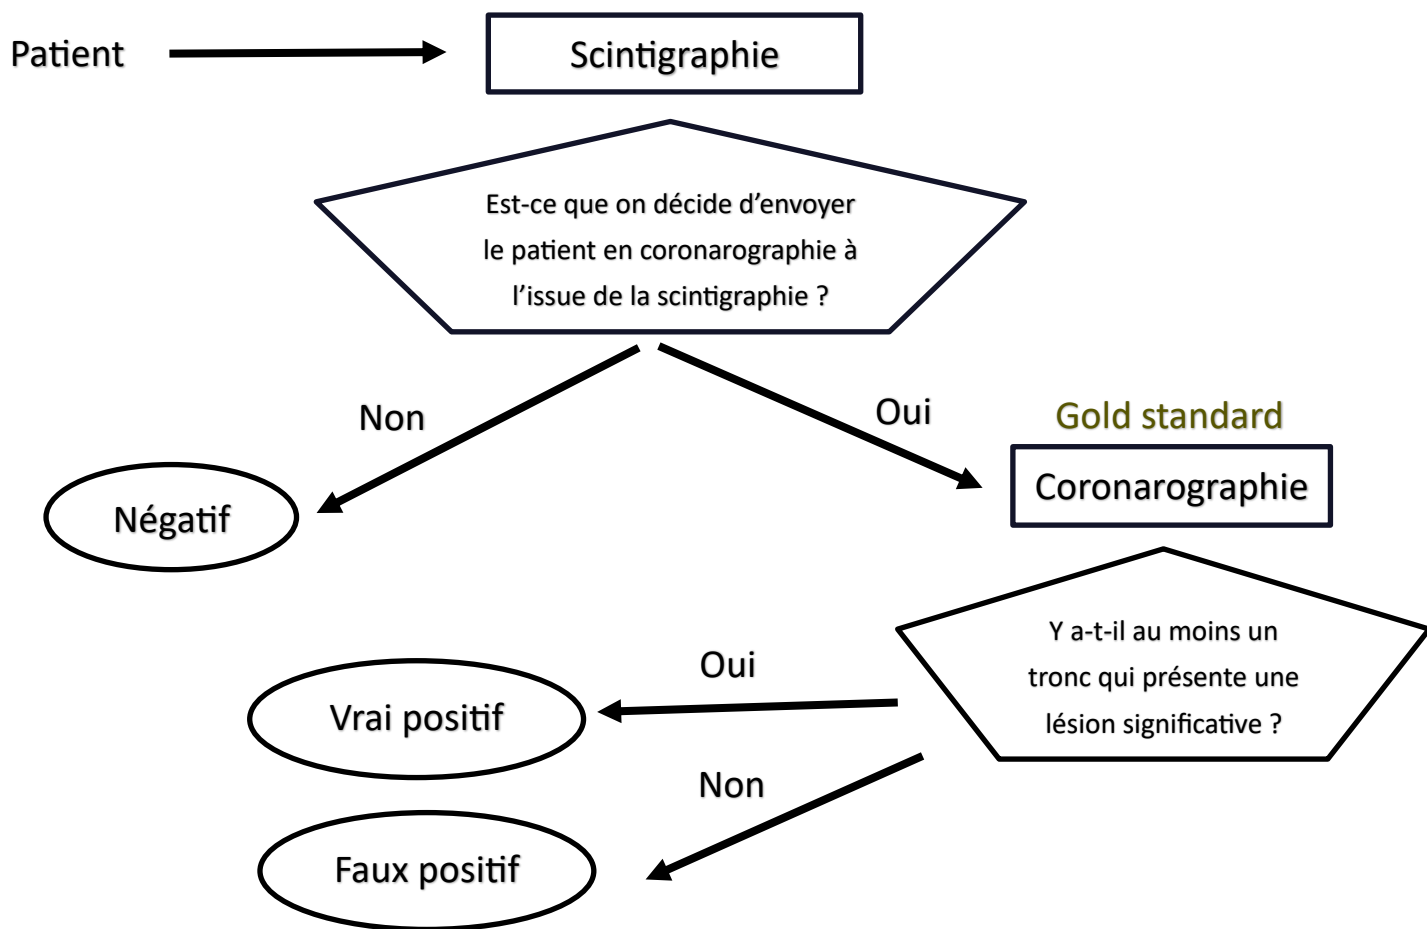 Patient
Scintigraphie
Est-ce que on décide d’envoyer
le patient en coronarographie à
l’issue de la scintigraphie ?
Non
Oui
Gold standard
Coronarographie
Négatif
Y a-t-il au moins un
tronc qui présente une
lésion significative ?
Oui
Vrai positif
Non
Faux positif